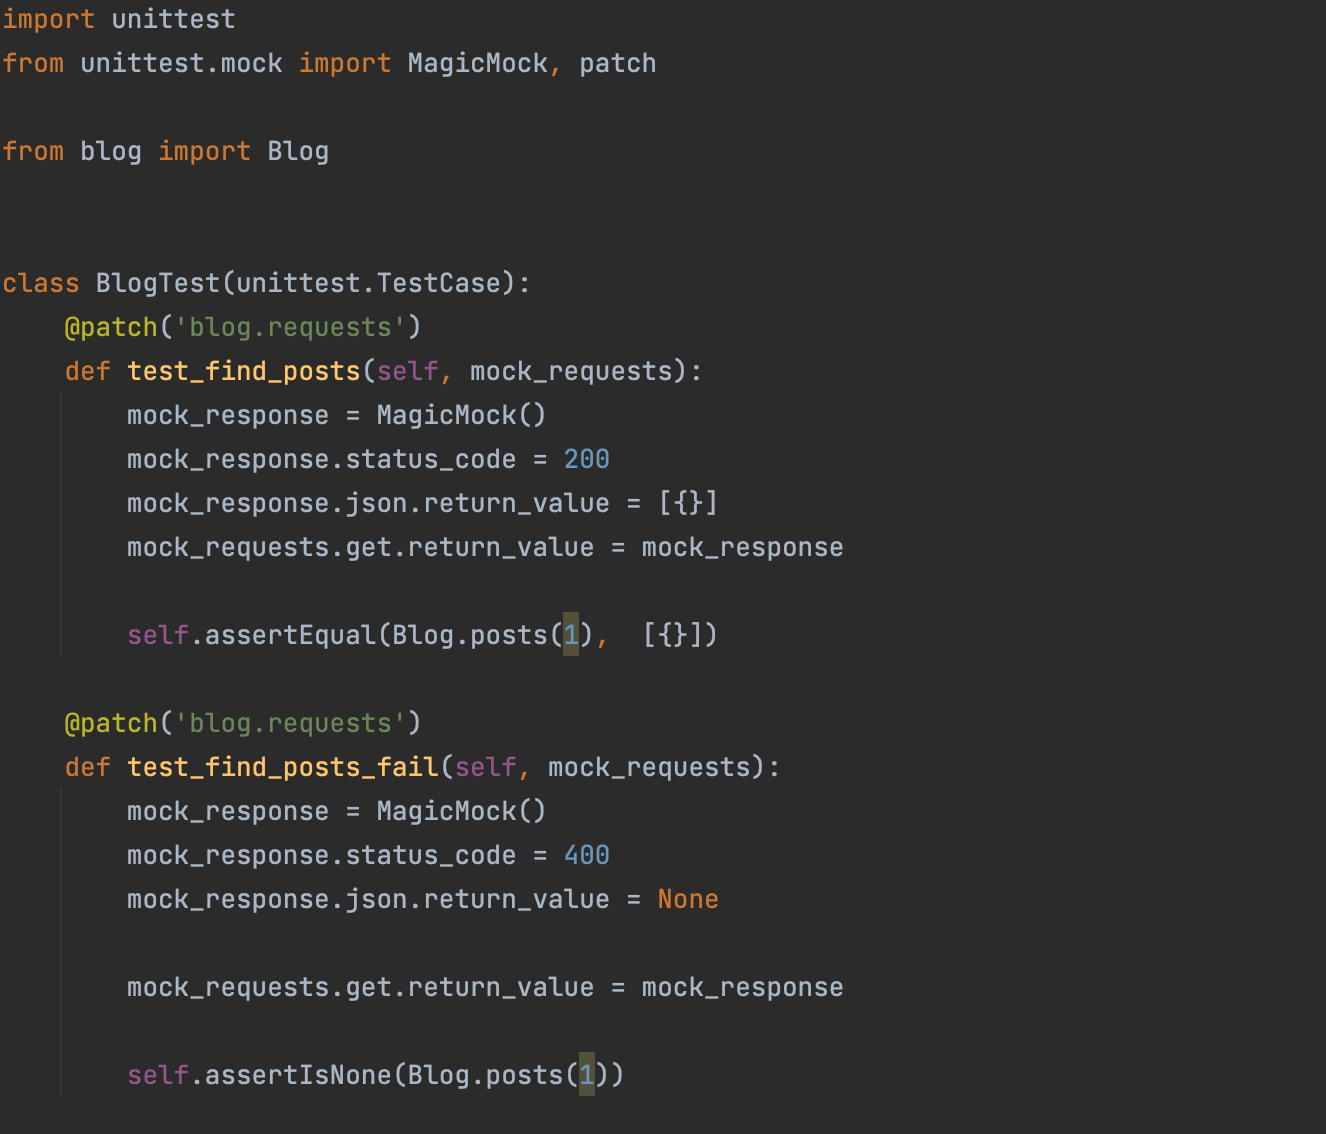 import unittest
from unittest.mock import MagicMock, patch
from blog import Blog
class BlogTest(unittest.TestCase):
    @patch('blog.requests')
    def test_find_posts(self, mock_requests):
        mock_response = MagicMock()
        mock_response.status_code = 200
        mock_response.json.return_value = [{}]
        mock_requests.get.return_value = mock_response
        self.assertEqual(Blog.posts(1),  [{}])
    @patch('blog.requests')
    def test_find_posts_fail(self, mock_requests):
        mock_response = MagicMock()
        mock_response.status_code = 400
        mock_response.json.return_value = None
        mock_requests.get.return_value = mock_response
        self.assertIsNone(Blog.posts(1))